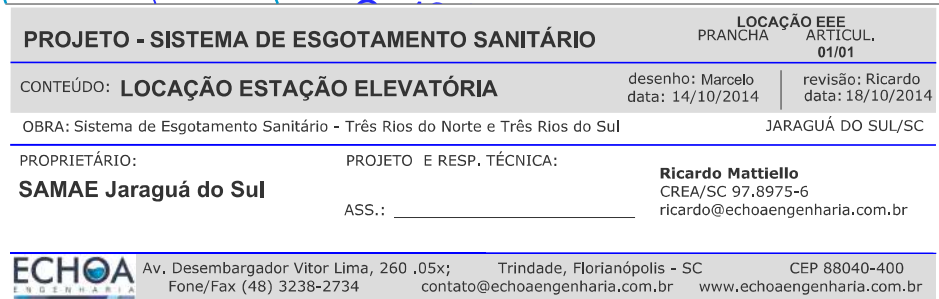 LOCAÇÃO EEE
PROJETO - SISTEMA DE ESGOTAMENTO SANITÁRIO PRANCHA ARTICUL.
01/01
CONTEÚDO: LOCAÇÃO ESTAÇÃO ELEVATÓRIA
desenho: Marcelo
data: 14/10/2014
revisão: Ricardo
data: 18/10/2014
OBRA: Sistema de Esgotamento Sanitário - Três Rios do Norte e Três Rios do Sul JARAGUÁ DO SUL/SC
PROPRIETÁRIO:
SAMAE Jaraguá do Sul
PROJETO E RESP. TÉCNICA:
ASS.:
Ricardo Mattiello
CREA/SC 97.8975-6
ricardo@echoaengenharia.com.br
ECHOA
ENGENHARIA
Av. Desembargador Vitor Lima, 260 .05x; Trindade, Florianópolis - SC CEP 88040-400
Fone/Fax (48) 3238-2734 contato@echoaengenharia.com.br www.echoaengenharia.com.br